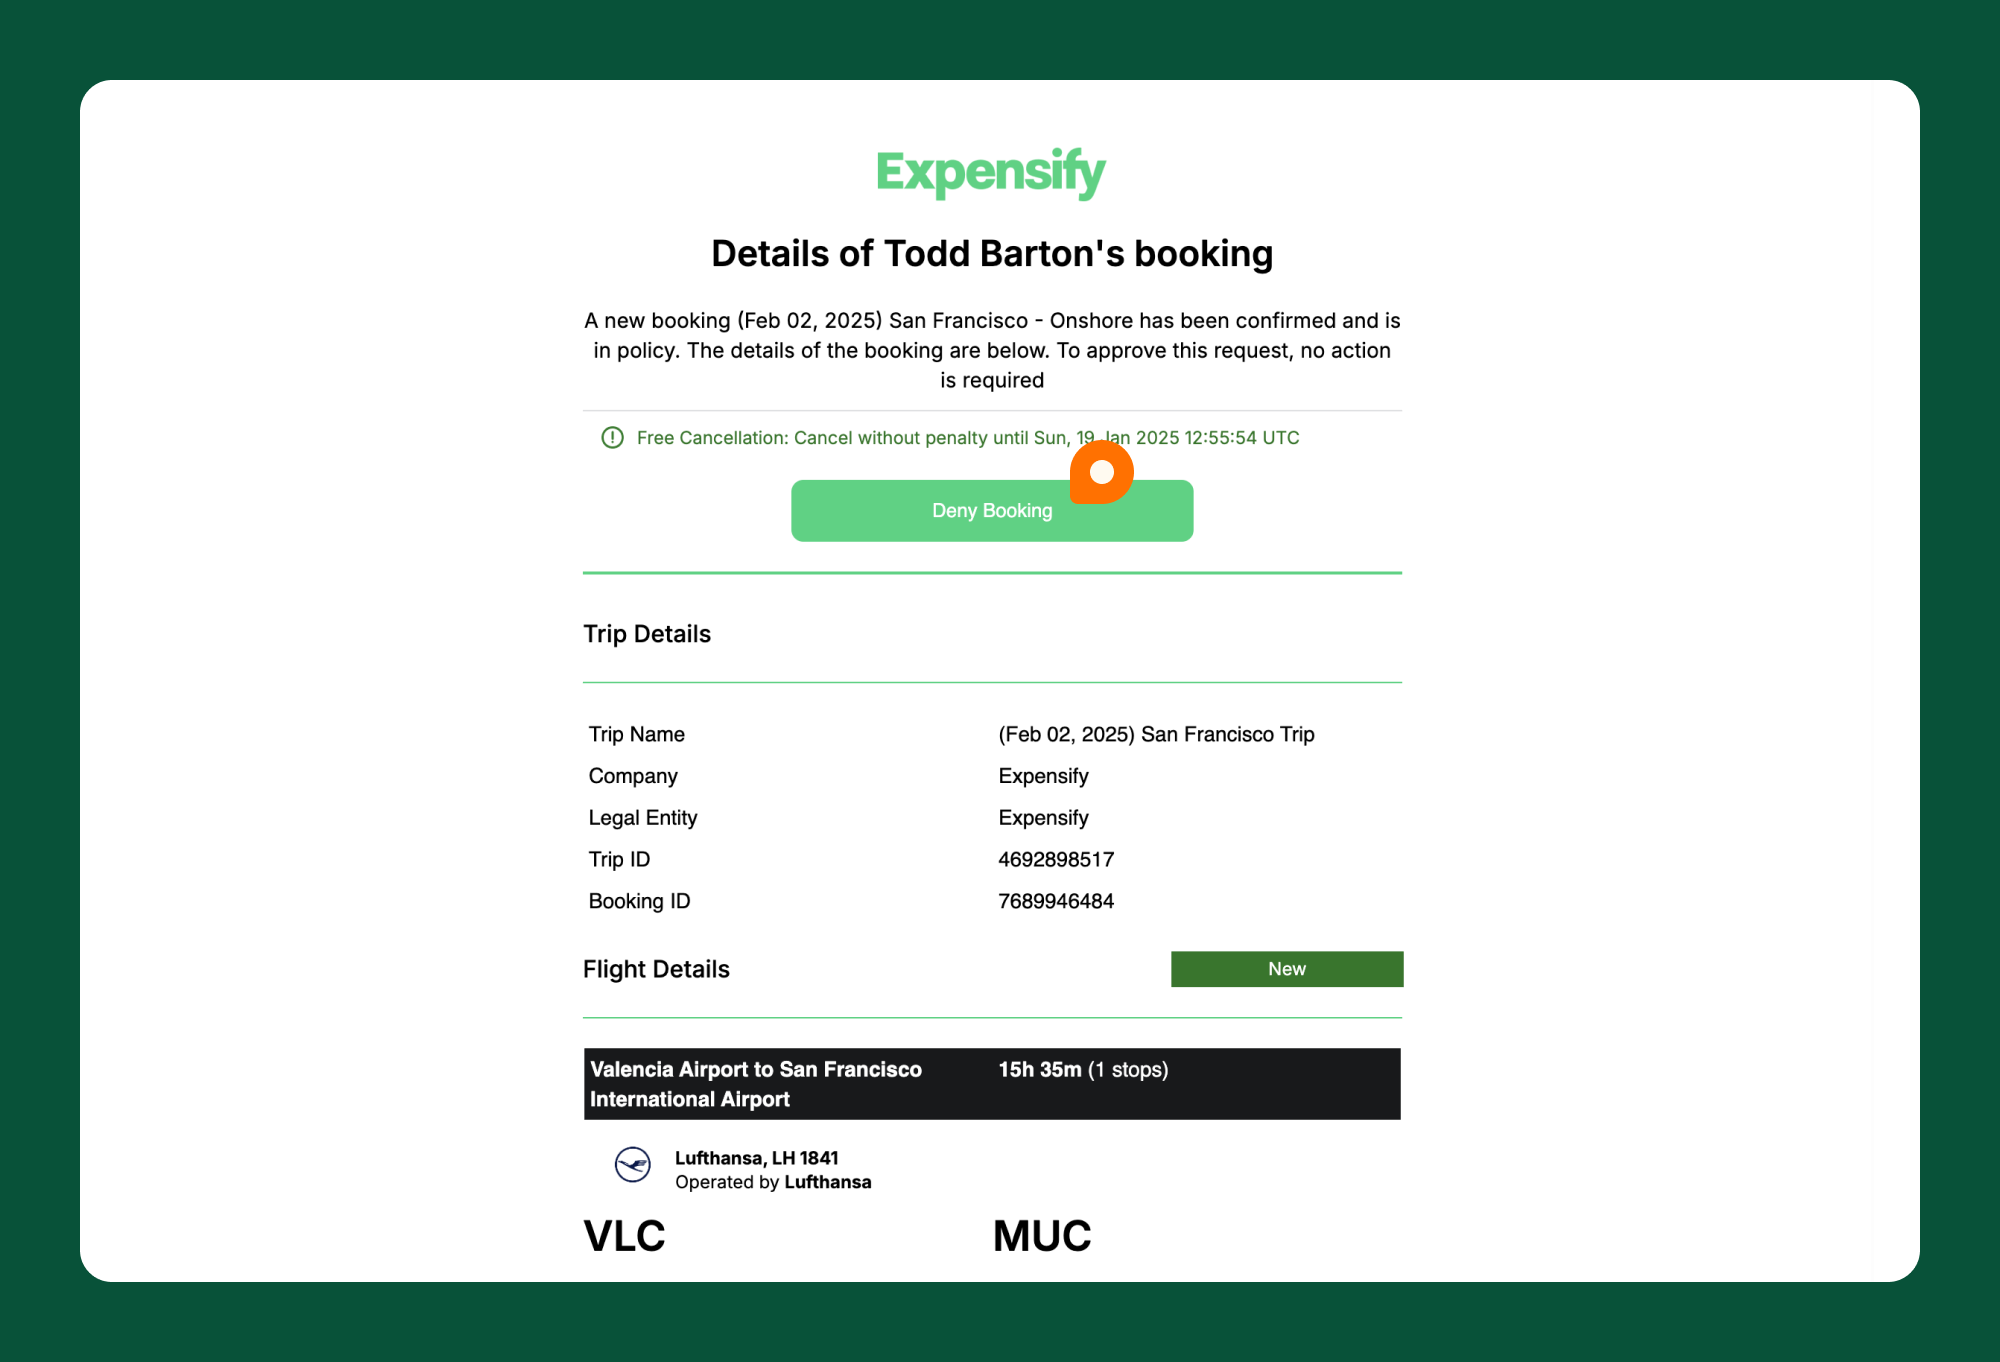 Expensify
Details of Todd Barton's booking
A new booking (Feb 02, 2025) San Francisco - Onshore has been confirmed and is
in policy. The details of the booking are below. To approve this request, no action
is required
Free Cancellation: Cancel without penalty until Sun, 19 Jan 2025 12:55:54 UTC
Deny Booking
Trip Details
Trip Name (Feb 02, 2025) San Francisco Trip
Company Expensify
Legal Entity Expensify
Trip ID 4692898517
Booking ID 7689946484
Flight Details New
Valencia Airport to San Francisco 15h 35m (1 stops)
International Airport
Lufthansa, LH 1841
Operated by Lufthansa
VLC MUC